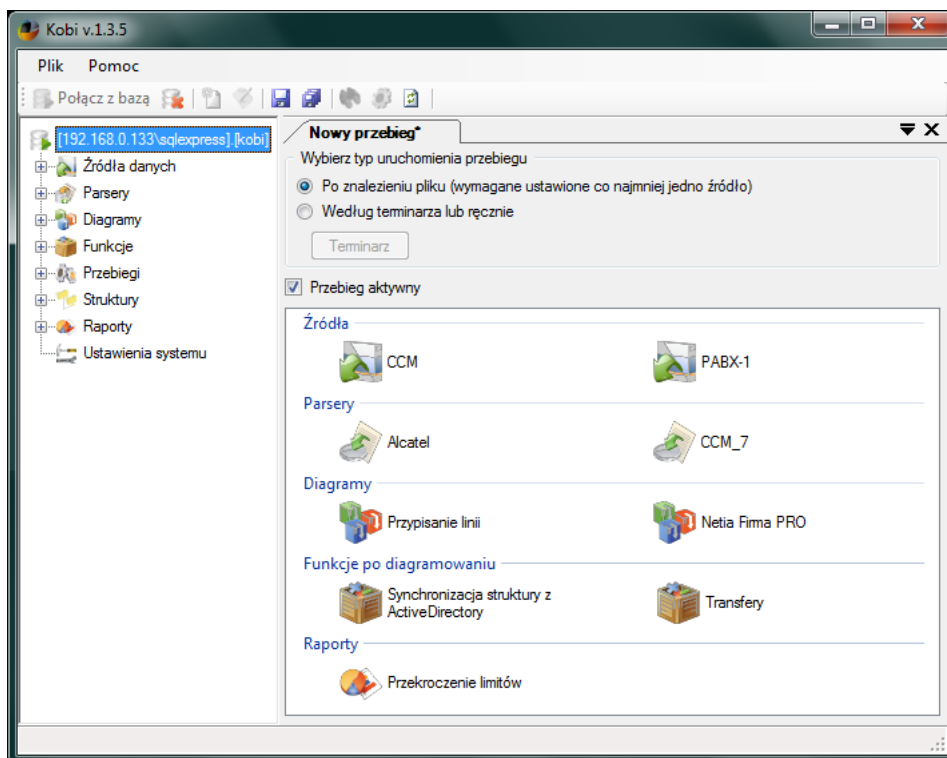 Kobi v.1.3.5
Plik Pomoc
Połącz z bazą
[192.168.0.133\sqlexpress].[kobi]
Źródła danych
Parsery
Diagramy
Funkcje
Przebiegi
Struktury
Raporty
Ustawienia systemu
Nowy przebieg*
Wybierz typ uruchomienia przebiegu
Po znalezieniu pliku (wymagane ustawione co najmniej jedno źródło)
Według terminarza lub ręcznie
Terminarz
Przebieg aktywny
Źródła
CCM PABX-1
Parsery
Alcatel CCM_7
Diagramy
Przypisanie linii Netia Firma PRO
Funkcje po diagramowaniu
Synchronizacja struktury z
ActiveDirectory
Transfery
Raporty
Przekroczenie limitów